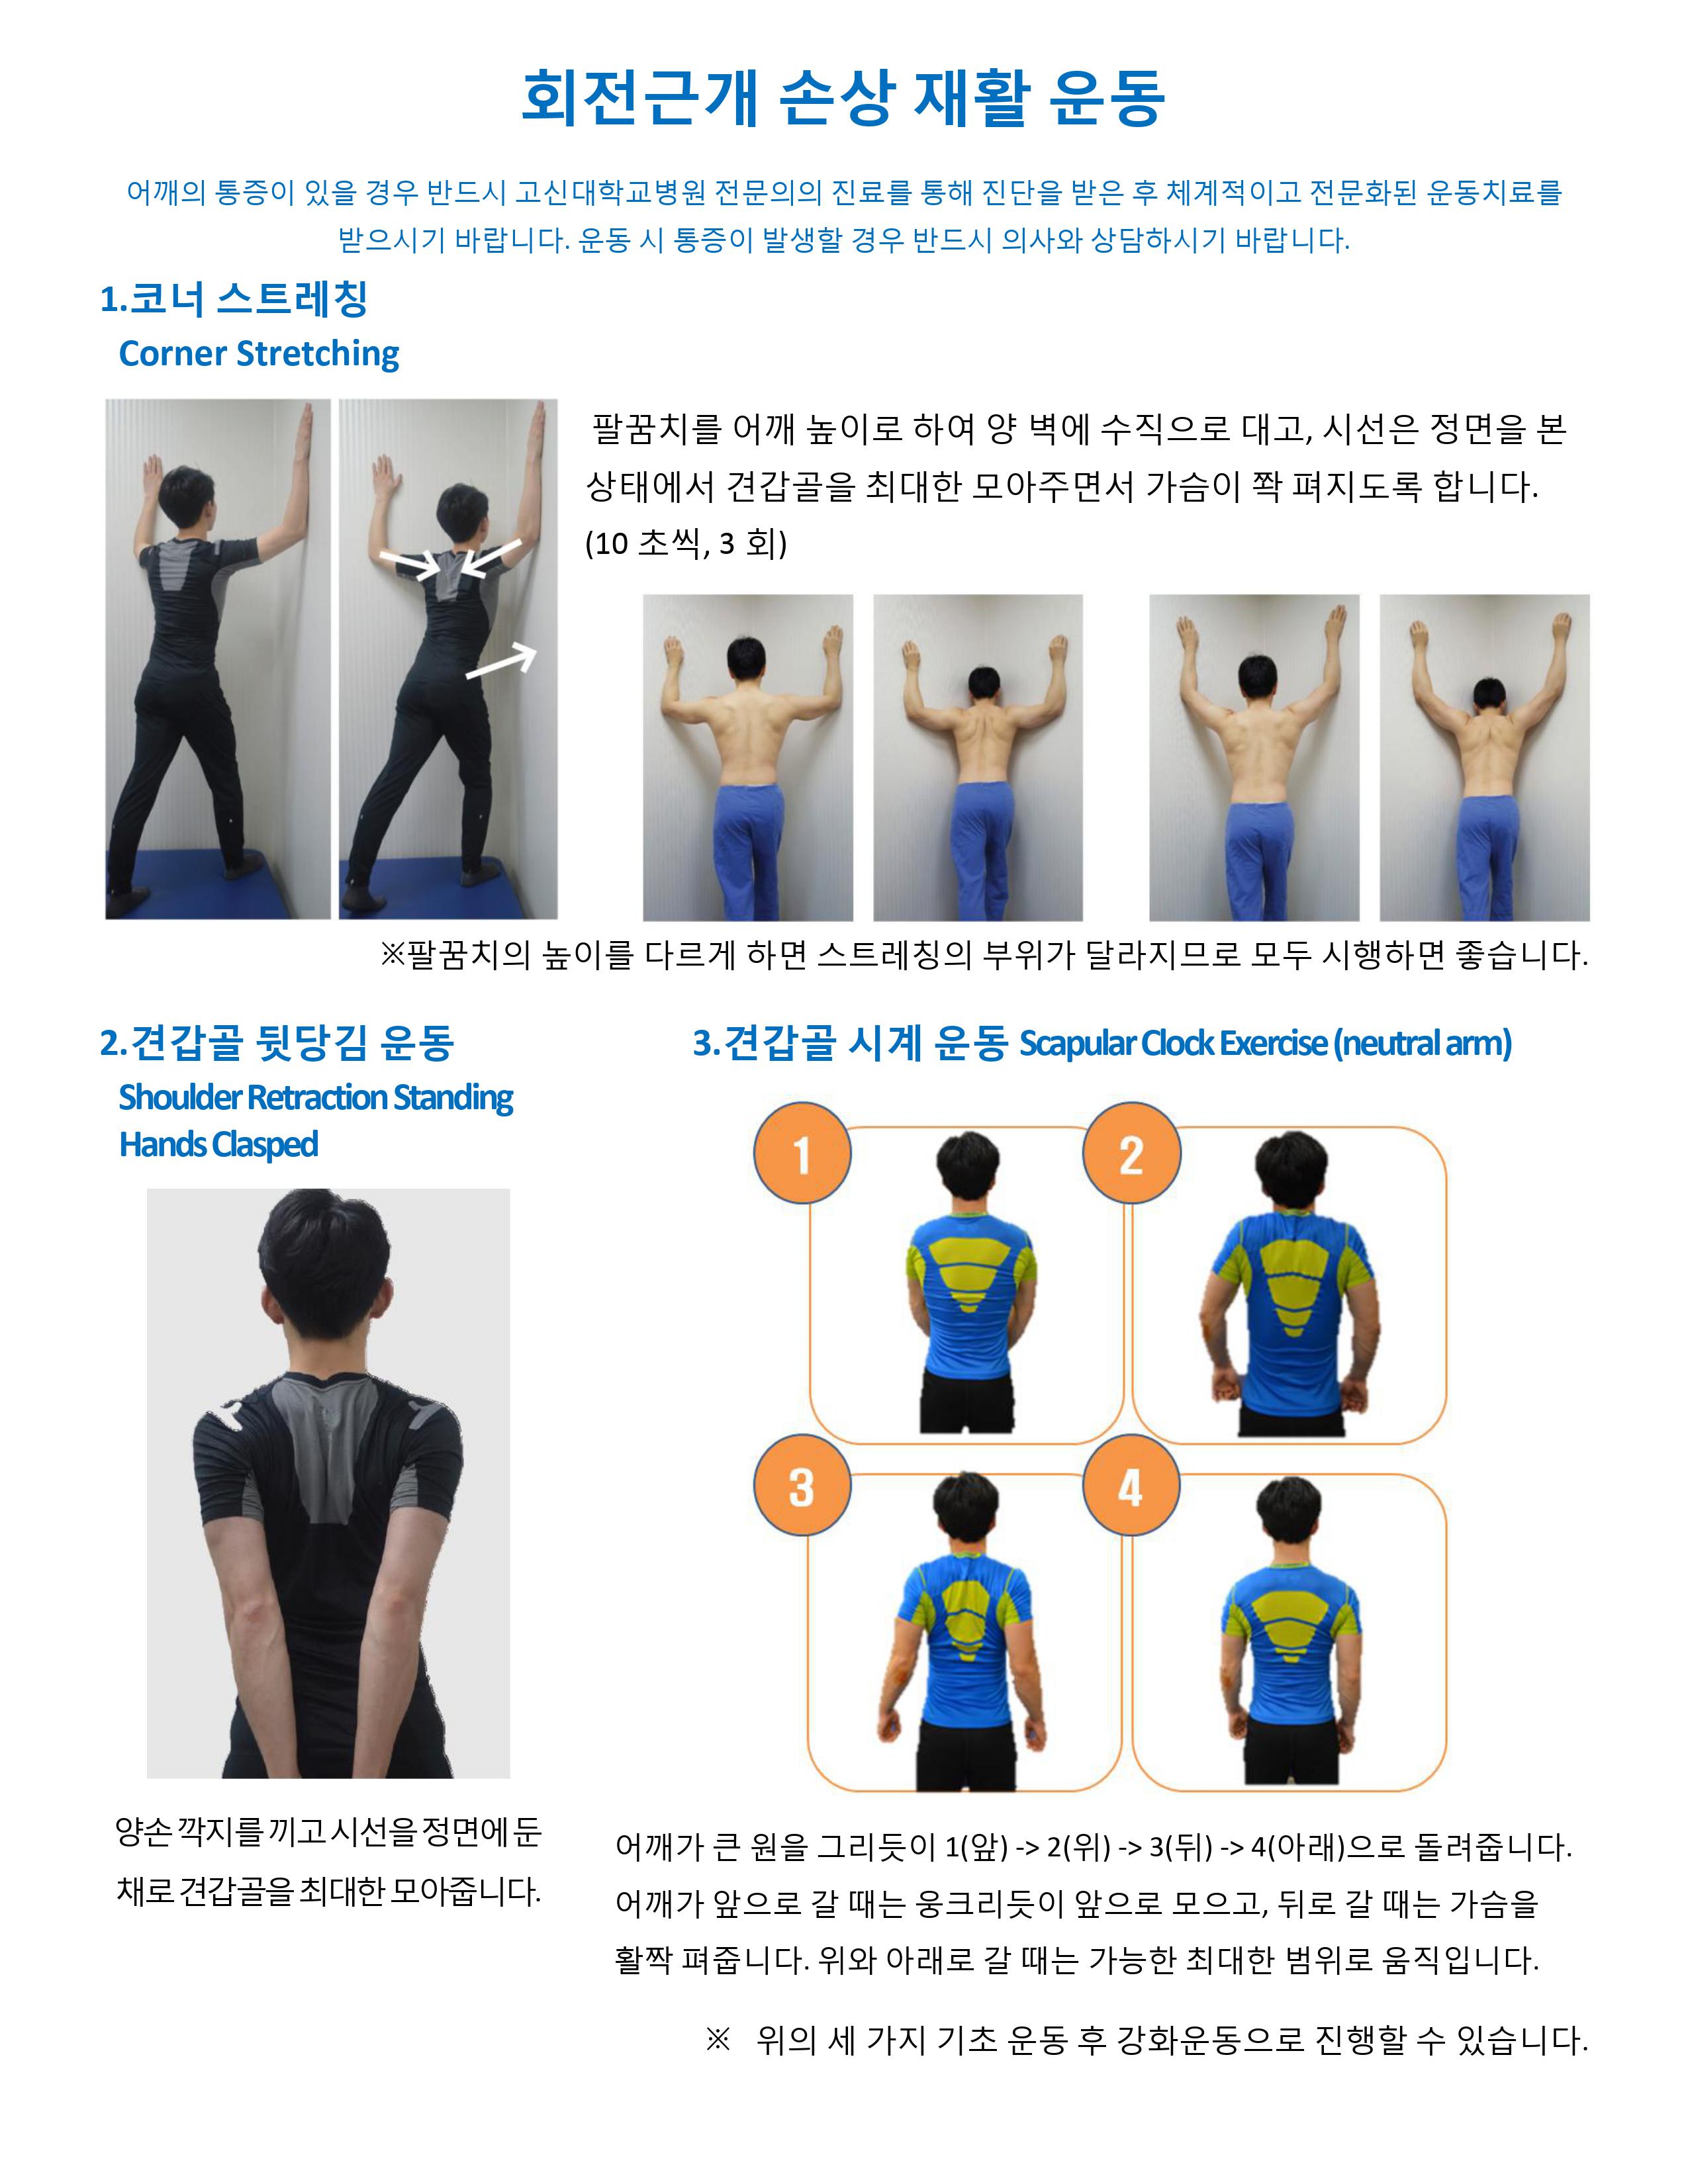 회전근개 손상 재활 운동
어깨의 통증이 있을 경우 반드시 고신대학교병원 전문의의 진료를 통해 진단을 받은 후 체계적이고 전문화된 운동치료를
받으시기 바랍니다. 운동 시 통증이 발생할 경우 반드시 의사와 상담하시기 바랍니다.
1.코너 스트레칭
Corner Stretching
팔꿈치를 어깨 높이로 하여 양 벽에 수직으로 대고, 시선은 정면을 본
상태에서 견갑골을 최대한 모아주면서 가슴이 쫙 펴지도록 합니다.
(10 초씩, 3 회)
※팔꿈치의 높이를 다르게 하면 스트레칭의 부위가 달라지므로 모두 시행하면 좋습니다.
2.견갑골 뒷당김 운동
Shoulder Retraction Standing
Hands Clasped
양손 깍지를 끼고 시선을 정면에 둔
채로 견갑골을 최대한 모아줍니다.
3.견갑골 시계 운동 Scapular Clock Exercise (neutral arm)
1
2
3
4
어깨가 큰 원을 그리듯이 1(앞) -> 2(위) -> 3(뒤) -> 4(아래)으로 돌려줍니다.
어깨가 앞으로 갈 때는 웅크리듯이 앞으로 모으고, 뒤로 갈 때는 가슴을
활짝 펴줍니다. 위와 아래로 갈 때는 가능한 최대한 범위로 움직입니다.
※ 위의 세 가지 기초 운동 후 강화운동으로 진행할 수 있습니다.